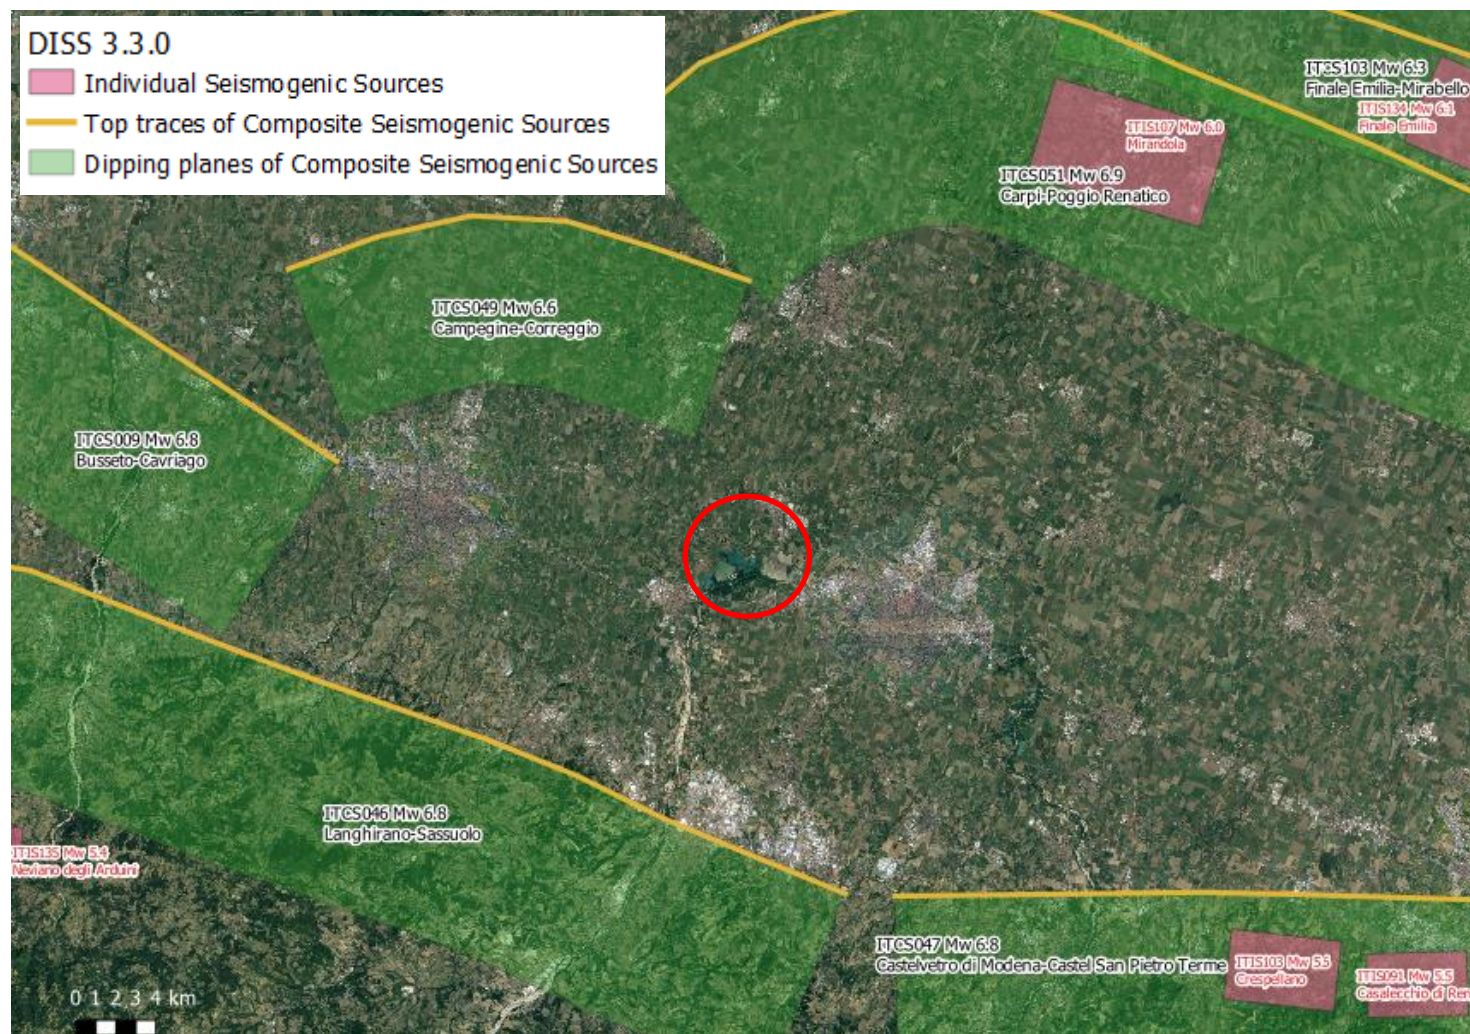 DISS 3.3.0
Individual Seismogenic Sources
Top traces of Composite Seismogenic Sources
Dipping planes of Composite Seismogenic Sources
ITCS103 Mw 6.3
Finale Emilia-Mirabello
ITIS134 Mw 6.1
Finale Emilia
ITIS107 Mw 6.0
Mirandola
ITCS051 Mw 6.9
Carpi-Poggio Renatico
ITCS049 Mw 6.6
Campegine-Correggio
ITCS009 Mw 6.8
Busseto-Cavriago
ITCS046 Mw 6.8
Langhirano-Sassuolo
ITIS135 Mw 5.4
Neviano degli Arduini
ITCS047 Mw 6.8
Castelvetro di Modena-Castel San Pietro Terme
ITIS103 Mw 5.5
Crespellano
ITIS091 Mw 5.5
Casalecchio di Ren
0 1 2 3 4 km